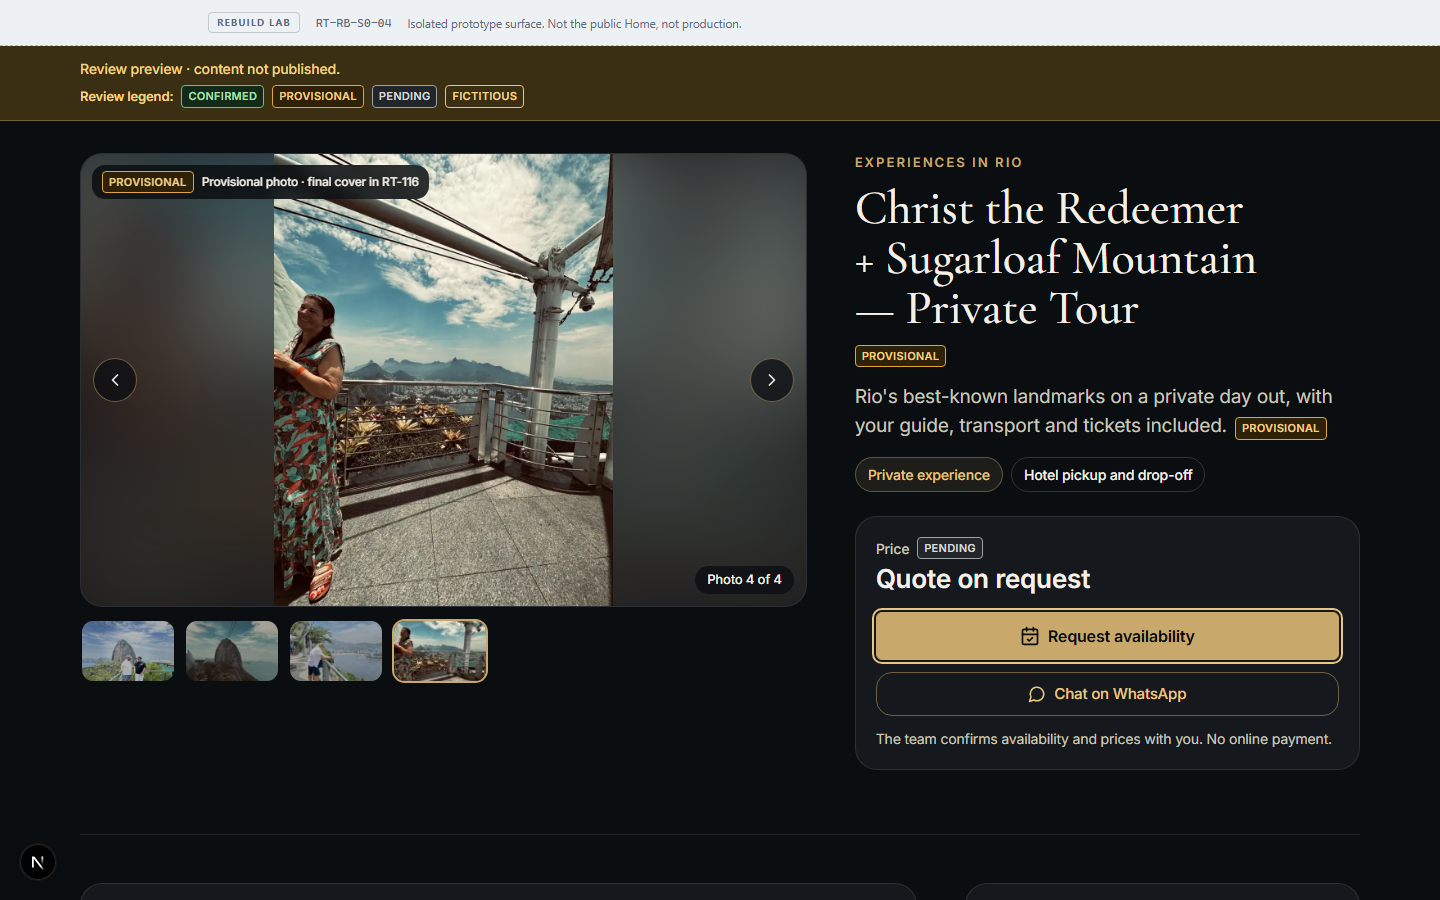 REBUILD LAB RT-RB-S0-04 Isolated prototype surface. Not the public Home, not production.
Review preview · content not published.
Review legend: CONFIRMED PROVISIONAL PENDING FICTITIOUS
PROVISIONAL Provisional photo · final cover in RT-116
Photo 4 of 4
EXPERIENCES IN RIO
Christ the Redeemer
+ Sugarloaf Mountain
— Private Tour
PROVISIONAL
Rio's best-known landmarks on a private day out, with
your guide, transport and tickets included. PROVISIONAL
Private experience Hotel pickup and drop-off
Price PENDING
Quote on request
Request availability
Chat on WhatsApp
The team confirms availability and prices with you. No online payment.
N